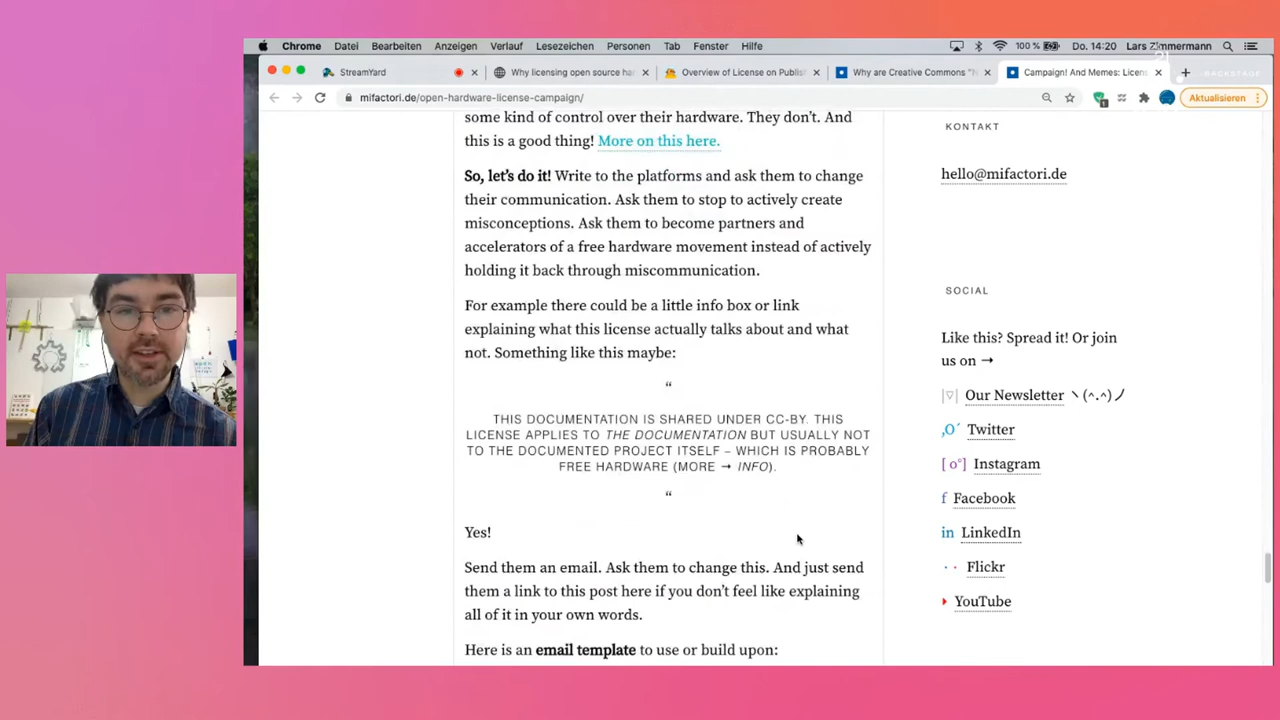 Chrome Datei Bearbeiten Anzeigen Verlauf Lesezeichen Personen Tab Fenster Hilfe 100 % Do. 14:20 Lars Zimmermann
StreamYard Why licensing open source har Overview of License on Publish Why are Creative Commons "N Campaign! And Memes: Licens BACKSTAGE
mifactori.de/open-hardware-license-campaign/ Aktualisieren
some kind of control over their hardware. They don't. And
this is a good thing! More on this here.
So, let's do it! Write to the platforms and ask them to change
their communication. Ask them to stop to actively create
misconceptions. Ask them to become partners and
accelerators of a free hardware movement instead of actively
holding it back through miscommunication.
For example there could be a little info box or link
explaining what this license actually talks about and what
not. Something like this maybe:
“
THIS DOCUMENTATION IS SHARED UNDER CC-BY. THIS
LICENSE APPLIES TO THE DOCUMENTATION BUT USUALLY NOT
TO THE DOCUMENTED PROJECT ITSELF – WHICH IS PROBABLY
FREE HARDWARE (MORE → INFO).
“
Yes!
Send them an email. Ask them to change this. And just send
them a link to this post here if you don't feel like explaining
all of it in your own words.
Here is an email template to use or build upon:
KONTAKT
hello@mifactori.de
SOCIAL
Like this? Spread it! Or join
us on →
|▽| Our Newsletter ヽ(^.^)ノ
,O´ Twitter
[ o°] Instagram
f Facebook
in LinkedIn
· · Flickr
YouTube